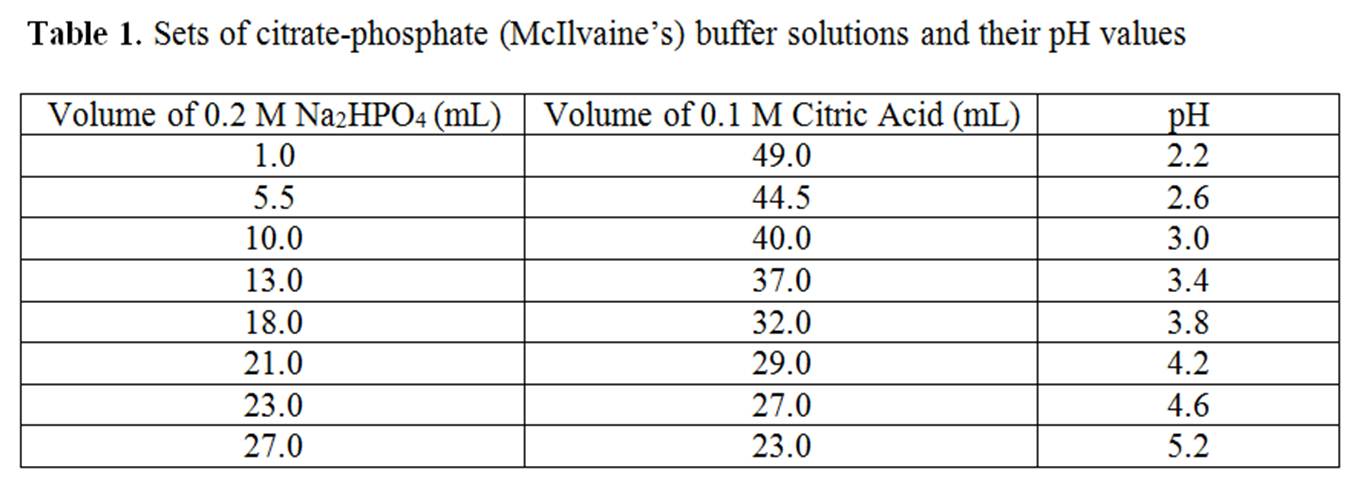 Table 1. Sets of citrate-phosphate (McIlvaine’s) buffer solutions and their pH values
Volume of 0.2 M Na2HPO4 (mL) Volume of 0.1 M Citric Acid (mL) pH
1.0 49.0 2.2
5.5 44.5 2.6
10.0 40.0 3.0
13.0 37.0 3.4
18.0 32.0 3.8
21.0 29.0 4.2
23.0 27.0 4.6
27.0 23.0 5.2